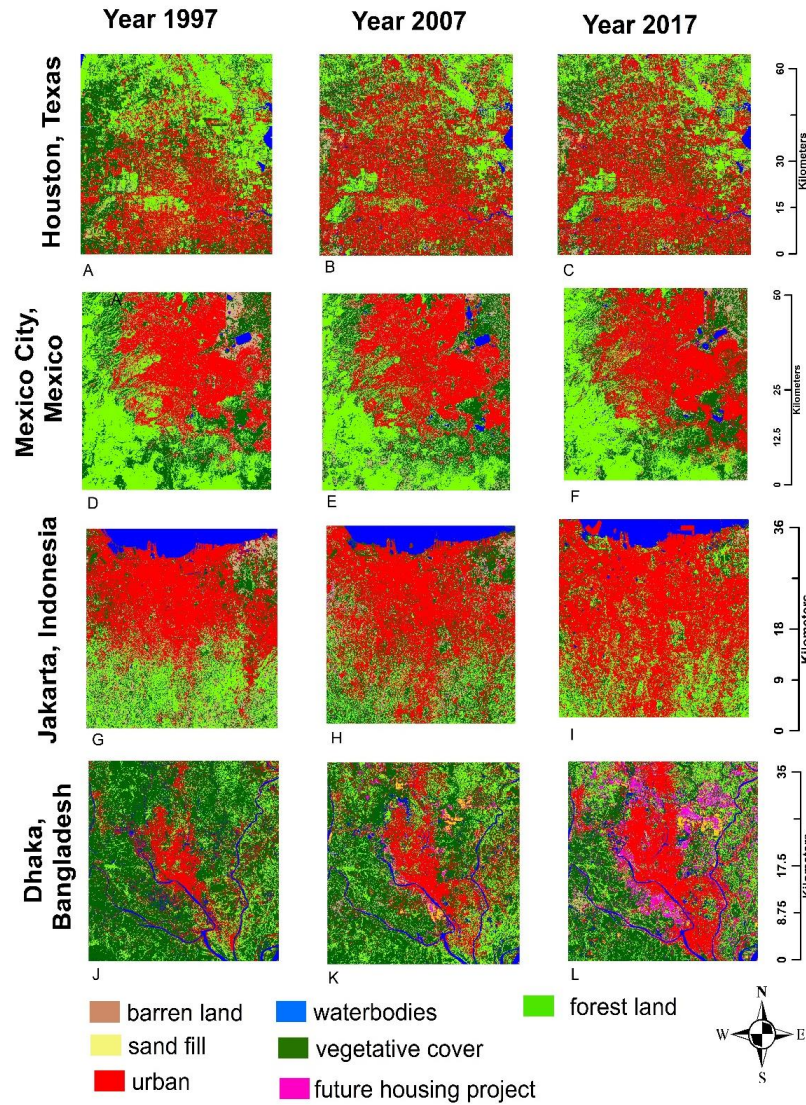 Year 1997
Year 2007
Year 2017
Houston, Texas
A
B
C
60
30
15
0
Kilometers
Mexico City,
Mexico
A
D
E
F
50
25
12.5
0
Kilometers
Jakarta, Indonesia
G
H
I
36
18
9
0
Kilometers
Dhaka,
Bangladesh
J
K
L
35
17.5
8.75
0
Kilometers
barren land
waterbodies
forest land
sand fill
vegetative cover
urban
future housing project
N
W
E
S